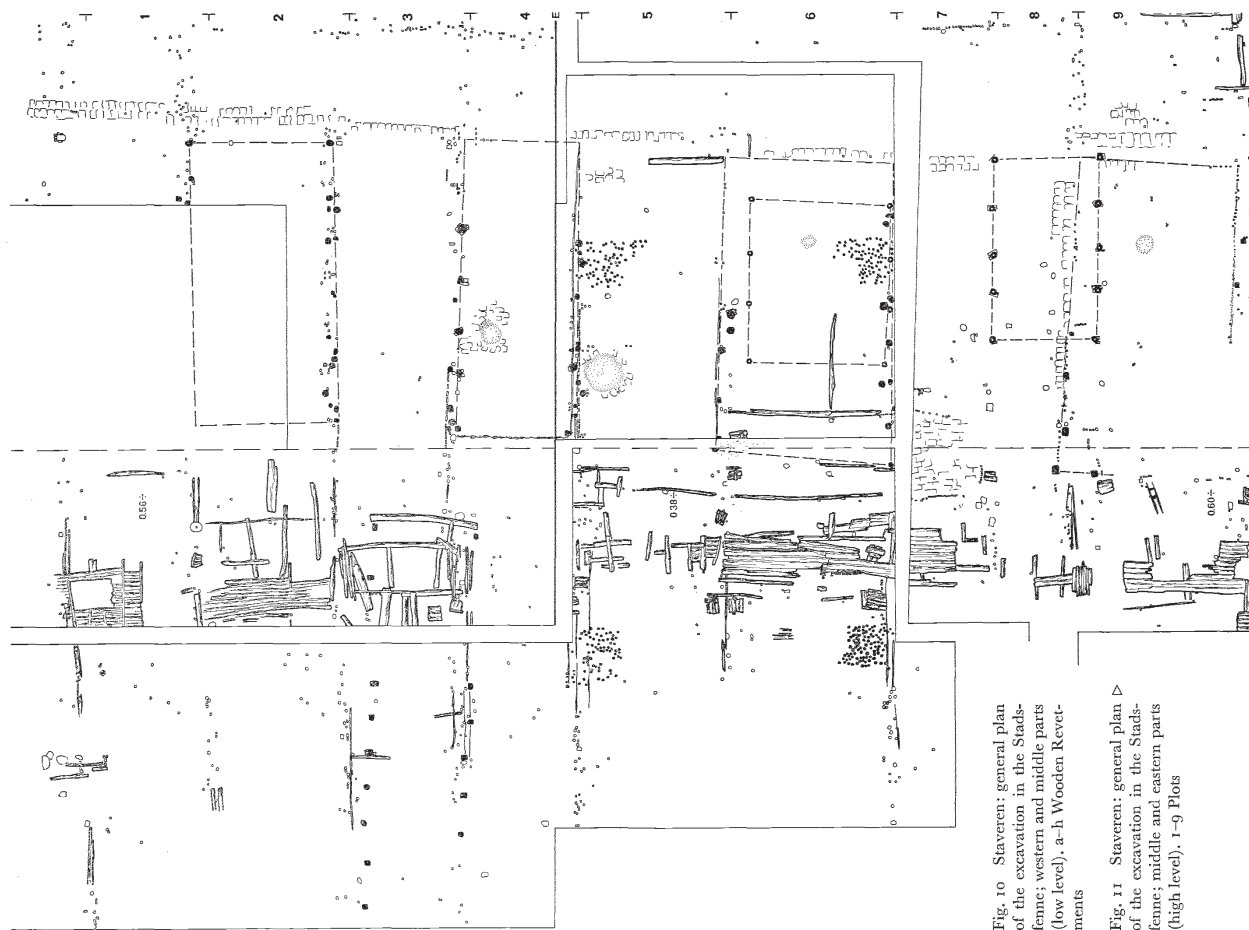 1
2
3
4
E
5
6
7
8
9
0.56÷
0.38÷
0.60÷
Fig. 10 Staveren: general plan
of the excavation in the Stads-
fenne; western and middle parts
(low level). a–h Wooden Revet-
ments
Fig. 11 Staveren: general plan ▷
of the excavation in the Stads-
fenne; middle and eastern parts
(high level). 1–9 Plots